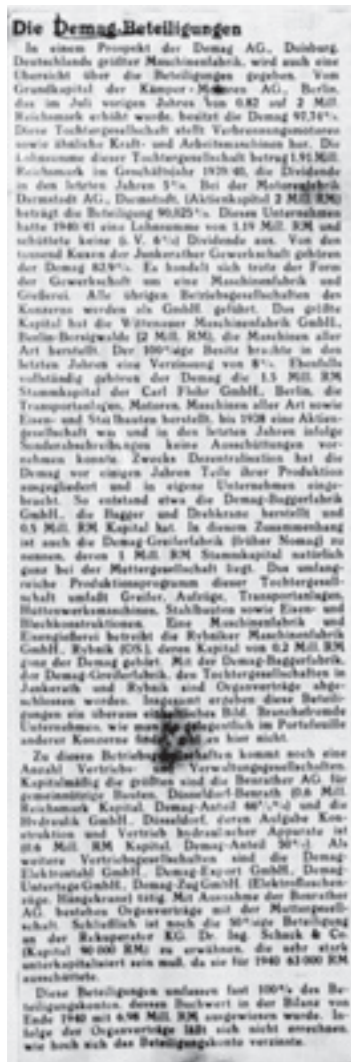 Die Demag-Beteiligungen
In einem Prospekt der Demag AG., Duisburg,
Deutschlands größter Maschinenfabrik, wird auch eine
Übersicht über die Beteiligungen gegeben. Vom
Grundkapital der Kämper-Motoren AG., Berlin,
das im Juli vorigen Jahres von 0.82 auf 2 Mill.
Reichsmark erhöht wurde, besitzt die Demag
Diese Tochtergesellschaft stellt Verbrennungsmotoren
sowie ähnliche Kraft- und Arbeitsmaschinen her. Die
Lohnsumme dieser Tochtergesellschaft betrug 1.91 Mill.
Reichsmark im Geschäftsjahr 1939/40, die Dividende
in den letzten Jahren 5%. Bei der Motorenfabrik
Darmstadt AG., Darmstadt, (Aktienkapital 2 Mill. RM)
beträgt die Beteiligung 90,825%. Diesen Unternehmen
hatte 1940/41 eine Lohnsumme von 1.19 Mill. RM und
schüttete keine (i. V. 6%) Dividende aus. Von den
tausend Kuxen der Junkerather Gewerkschaft gehören
der Demag 82.9%. Es handelt sich trotz der Form
der Gewerkschaft um eine Maschinenfabrik und
Gießerei. Alle übrigen Betriebsgesellschaften des
Konzerns werden als GmbH. geführt. Das größte
Kapital hat die Wittenauer Maschinenfabrik GmbH.,
Berlin-Borsigwalde (2 Mill. RM), die Maschinen aller
Art herstellt. Der 100%ige Besitz brachte in den
letzten Jahren eine Verzinsung von 8%. Ebenfalls
vollständig gehören der Demag die 1.5 Mill. RM
Stammkapital der Carl Flohr GmbH., Berlin, die
Transportanlagen, Motoren, Maschinen aller Art sowie
Eisen- und Stahlbauten herstellt, bis 1938 eine Aktien-
gesellschaft war und in den letzten Jahren infolge
Sonderabschreibungen keine Ausschüttungen vor-
nehmen konnte. Zwecks Dezentralisation hat die
Demag vor einigen Jahren Teile ihrer Produktion
ausgegliedert und in eigene Unternehmen einge-
bracht. So entstand etwa die Demag-Baggerfabrik
GmbH., die Bagger und Drehkrane herstellt und
0.5 Mill. RM Kapital hat. In diesem Zusammenhang
ist auch die Demag-Greiferfabrik (früher Nomag) zu
nennen, deren 1 Mill. RM Stammkapital natürlich
ganz bei der Muttergesellschaft liegt. Das umfang-
reiche Produktionsprogramm dieser Tochtergesell-
schaft umfaßt Greifer, Aufzüge, Transportanlagen,
Hüttenwerksmaschinen, Stahlbauten sowie Eisen- und
Blechkonstruktionen. Eine Maschinenfabrik und
Eisengießerei betreibt die Rybniker Maschinenfabrik
GmbH., Rybnik (OS.), deren Kapital von 0.2 Mill. RM
ganz der Demag gehört. Mit der Demag-Baggerfabrik,
der Demag-Greiferfabrik, den Tochtergesellschaften in
Junkerath und Rybnik sind Organverträge abge-
schlossen worden. Insgesamt ergeben diese Beteili-
gungen ein überaus einheitliches Bild. Branchefremde
Unternehmen, wie man sie gelegentlich im Portefeuille
anderer Konzerne findet, an hier nicht.
Zu diesen Betriebsgesellschaften kommt noch eine
Anzahl Vertriebs- und Verwaltungsgesellschaften.
Kapitalmäßig die größten sind die Benrather AG. für
gemeinnützige Bauten, Düsseldorf-Benrath (0.6 Mill.
Reichsmark Kapital, Demag-Anteil) und die
Hydraulik GmbH., Düsseldorf, deren Aufgabe Kon-
struktion und Vertrieb hydraulischer Apparate ist
(0.6 Mill. RM Kapital, Demag-Anteil 50%). Als
weitere Vertriebsgesellschaften sind die Demag-
Elektrostahl GmbH., Demag-Export GmbH., Demag-
Untertage GmbH., Demag-Zug GmbH. (Elektroflaschen-
züge, Hängekrane) tätig. Mit Ausnahme der Benrather
AG. bestehen Organverträge mit der Muttergesell-
schaft. Schließlich ist noch die 50%ige Beteiligung
an der Rekuperator KG. Dr. Ing. Schack & Co.
(Kapital 90 000 RM) zu erwähnen, die sehr stark
unterkapitalisiert sein muß, da sie für 1940 63 000 RM
ausschüttete.
Diese Beteiligungen umfassen fast 100% des Be-
teiligungskontos, dessen Buchwert in der Bilanz von
Ende 1940 mit 6.98 Mill. RM ausgewiesen wurde. In-
folge der Organverträge läßt sich nicht errechnen,
wie hoch sich das Beteiligungskonto verzinste.